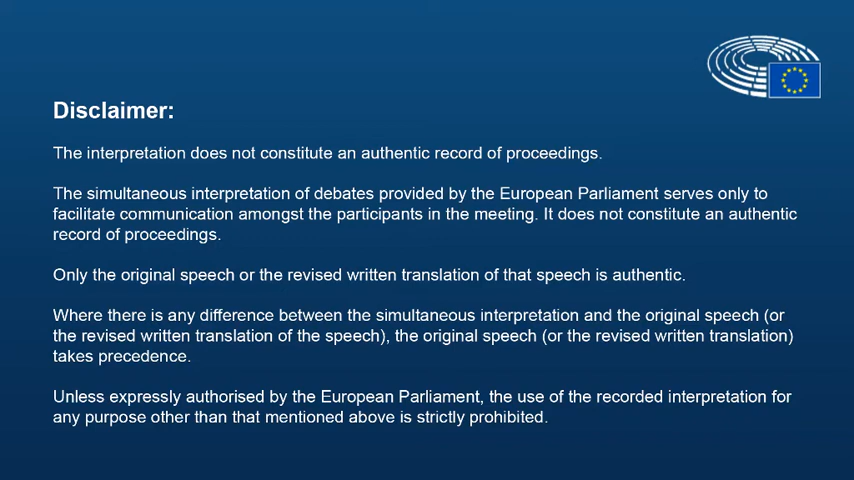 Disclaimer:
The interpretation does not constitute an authentic record of proceedings.
The simultaneous interpretation of debates provided by the European Parliament serves only to
facilitate communication amongst the participants in the meeting. It does not constitute an authentic
record of proceedings.
Only the original speech or the revised written translation of that speech is authentic.
Where there is any difference between the simultaneous interpretation and the original speech (or
the revised written translation of the speech), the original speech (or the revised written translation)
takes precedence.
Unless expressly authorised by the European Parliament, the use of the recorded interpretation for
any purpose other than that mentioned above is strictly prohibited.